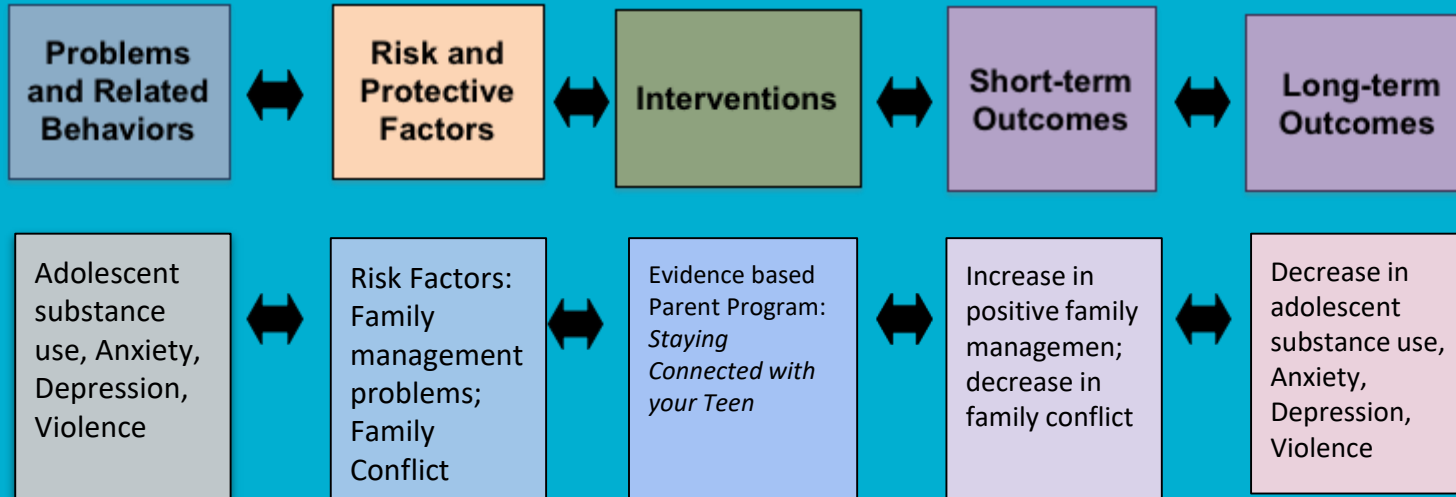 Problems
and Related
Behaviors
Risk and
Protective
Factors
Interventions
Short-term
Outcomes
Long-term
Outcomes
Adolescent
substance
use, Anxiety,
Depression,
Violence
Risk Factors:
Family
management
problems;
Family
Conflict
Evidence based
Parent Program:
Staying
Connected with
your Teen
Increase in
positive family
managemen;
decrease in
family conflict
Decrease in
adolescent
substance use,
Anxiety,
Depression,
Violence